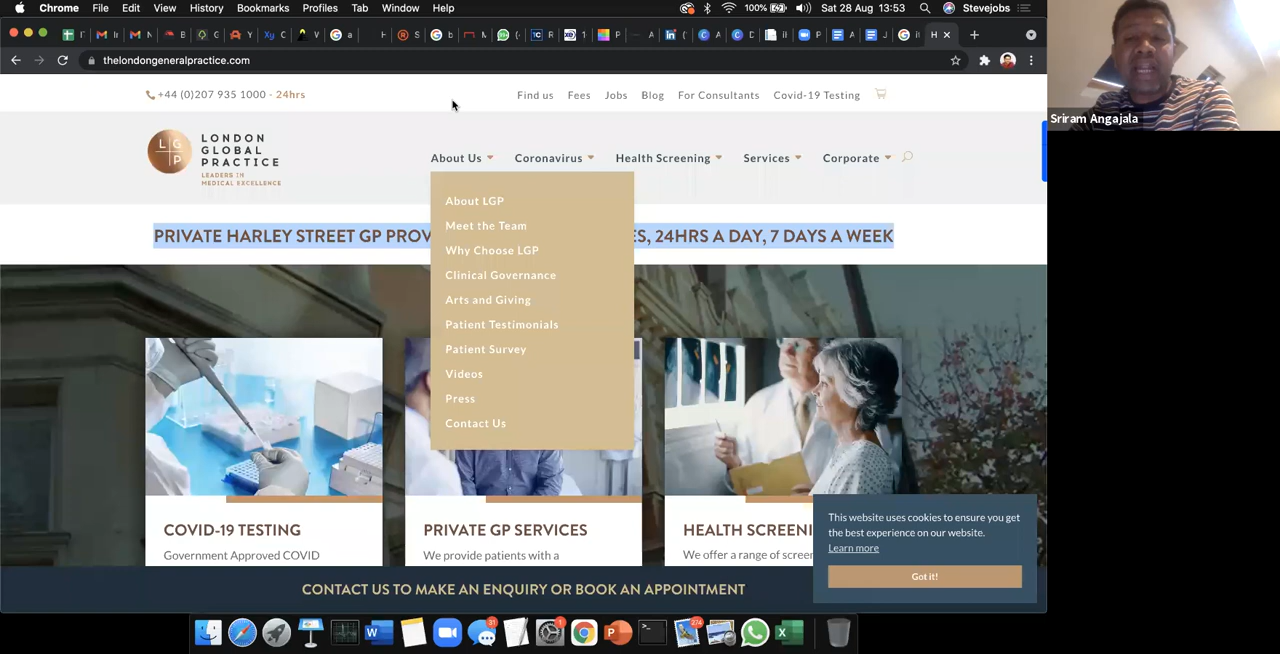 Chrome File Edit View History Bookmarks Profiles Tab Window Help 100% Sat 28 Aug 13:53 Stevejobs
thelondongeneralpractice.com
Sriram Angajala
+44 (0)207 935 1000 - 24hrs
Find us Fees Jobs Blog For Consultants Covid-19 Testing
L G P
LONDON
GLOBAL
PRACTICE
LEADERS IN
MEDICAL EXCELLENCE
About Us Coronavirus Health Screening Services Corporate
PRIVATE HARLEY STREET GP PROV ES, 24HRS A DAY, 7 DAYS A WEEK
About LGP
Meet the Team
Why Choose LGP
Clinical Governance
Arts and Giving
Patient Testimonials
Patient Survey
Videos
Press
Contact Us
COVID-19 TESTING
Government Approved COVID
PRIVATE GP SERVICES
We provide patients with a
HEALTH SCREENI
We offer a range of screen
This website uses cookies to ensure you get
the best experience on our website.
Learn more
Got it!
CONTACT US TO MAKE AN ENQUIRY OR BOOK AN APPOINTMENT